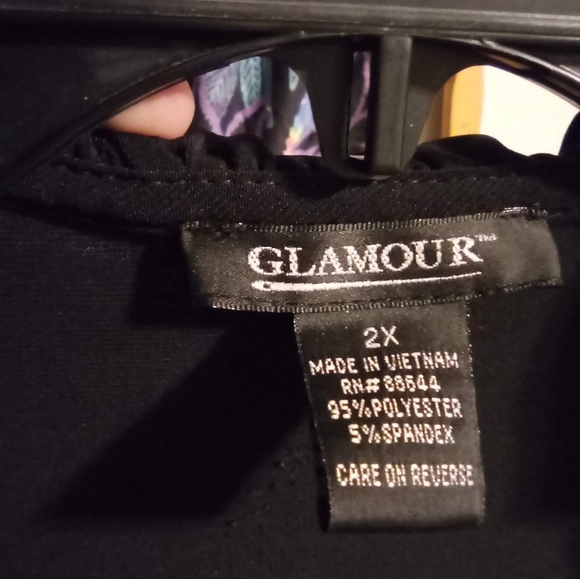 GLAMOUR™
2X
MADE IN VIETNAM
RN#88644
95%POLYESTER
5%SPANDEX
CARE ON REVERSE